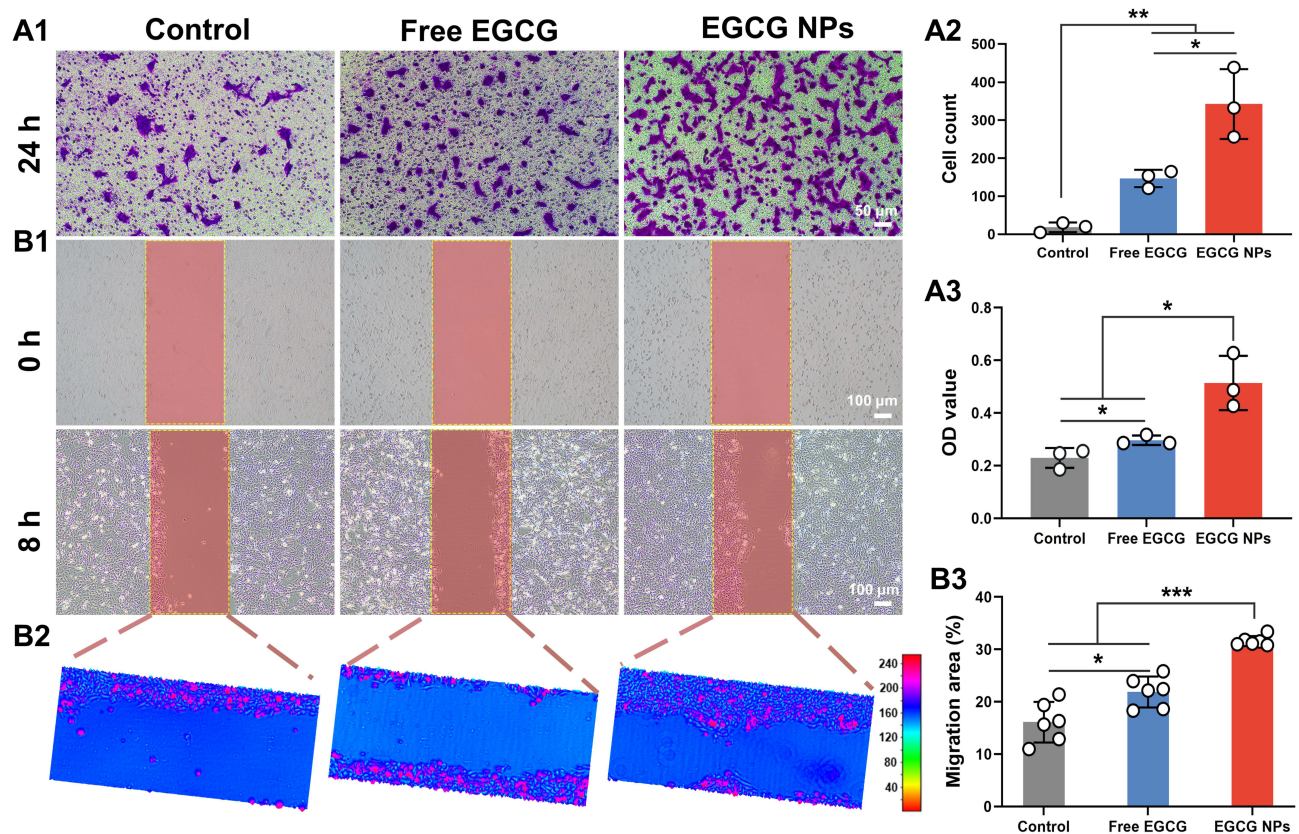 A1
Control
Free EGCG
EGCG NPs
24 h
50 μm
B1
0 h
100 μm
8 h
100 μm
B2
240
200
160
120
80
40
A2
**
*
500
400
300
200
100
0
Cell count
Control
Free EGCG
EGCG NPs
A3
*
*
0.8
0.6
0.4
0.2
0.0
OD value
Control
Free EGCG
EGCG NPs
B3
***
*
40
30
20
10
0
Migration area (%)
Control
Free EGCG
EGCG NPs